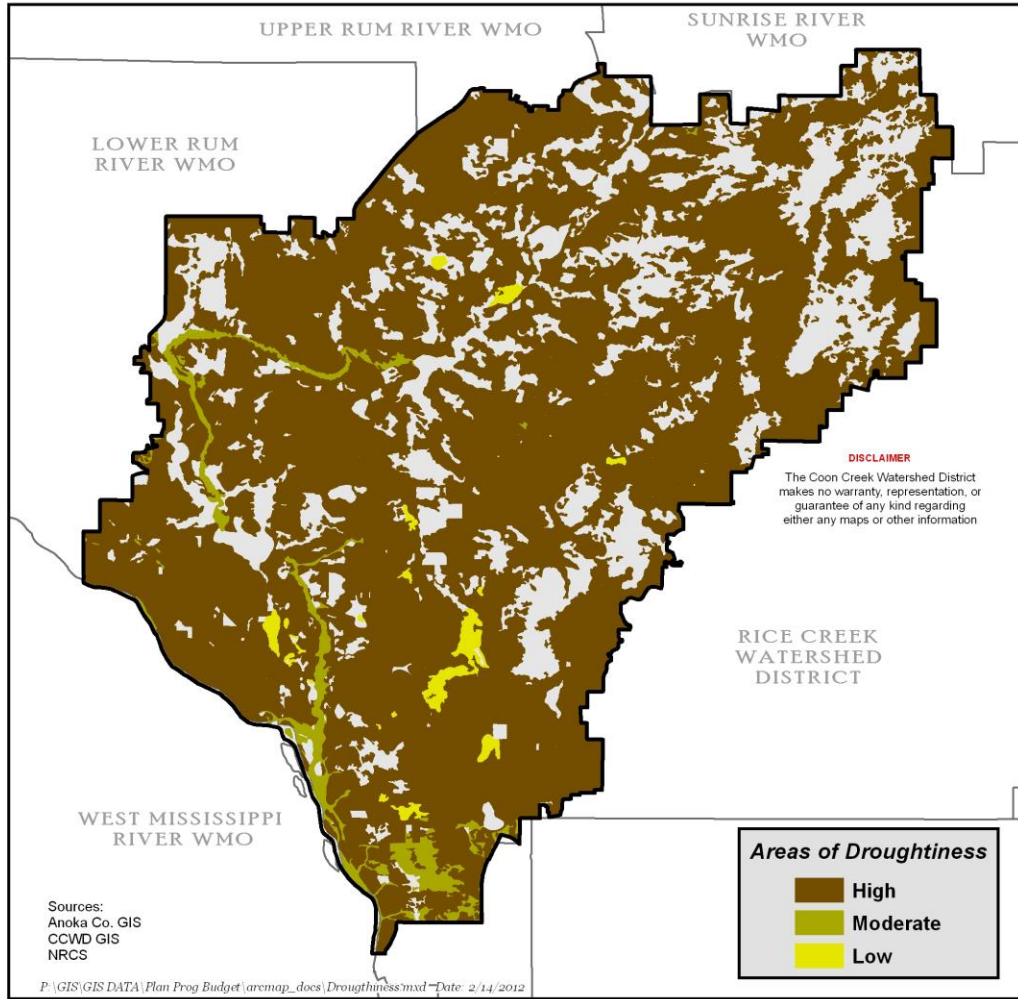 UPPER RUM RIVER WMO
SUNRISE RIVER
WMO
LOWER RUM
RIVER WMO
DISCLAIMER
The Coon Creek Watershed District
makes no warranty, representation, or
guarantee of any kind regarding
either any maps or other information
RICE CREEK
WATERSHED
DISTRICT
WEST MISSISSIPPI
RIVER WMO
Areas of Droughtiness
High
Moderate
Low
Sources:
Anoka Co. GIS
CCWD GIS
NRCS
P:\GIS\GIS DATA\Plan Prog Budget\arcmap_docs\Drougthiness.mxd Date: 2/14/2012